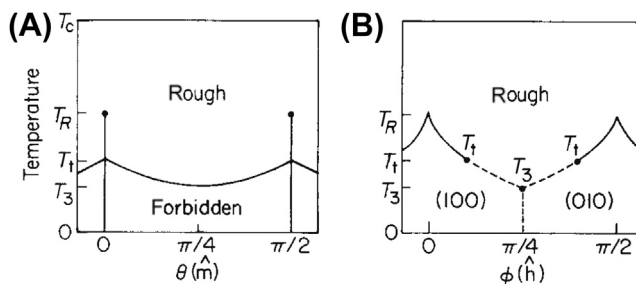 (A)
T_c
Rough
T_R
Temperature
T_t
T_3
Forbidden
0
0
π/4
π/2
θ(m̂)
(B)
Rough
T_R
T_t
T_t
T_t
T_3
T_3
(100)
(010)
0
0
π/4
π/2
ϕ(ĥ)